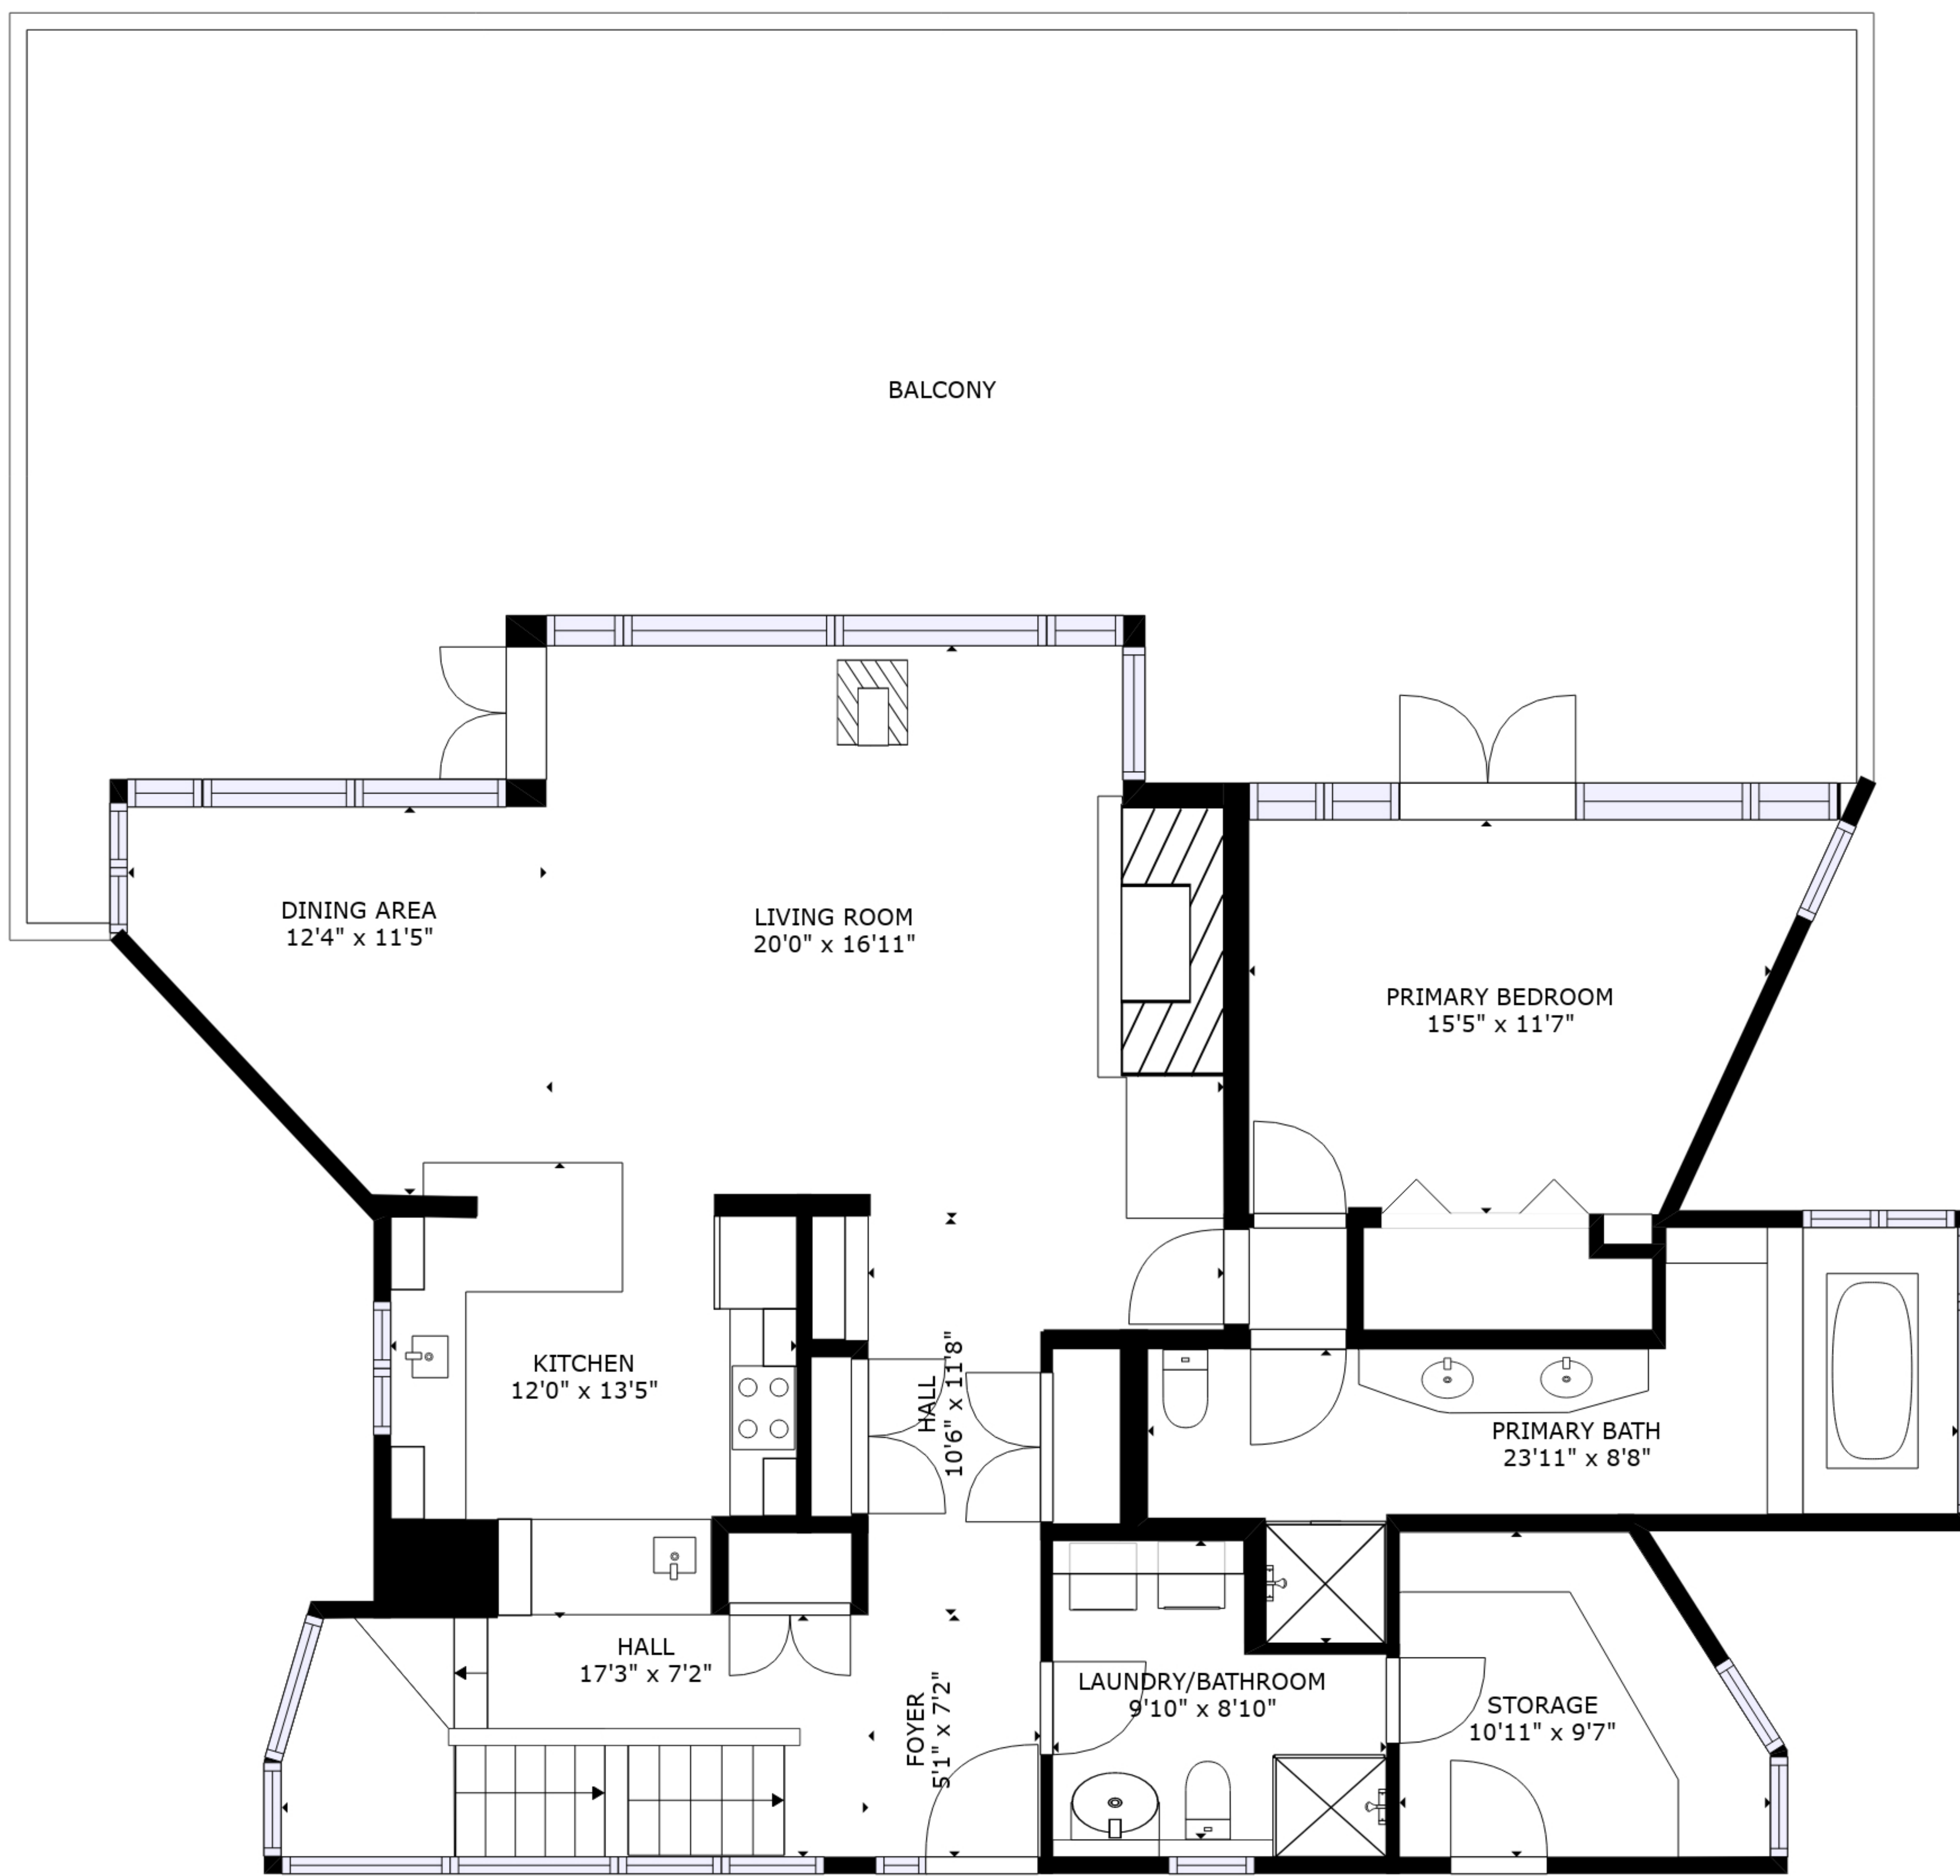 BALCONY
DINING AREA
12'4" x 11'5"
LIVING ROOM
20'0" x 16'11"
PRIMARY BEDROOM
15'5" x 11'7"
KITCHEN
12'0" x 13'5"
HALL
10'6" x 11'8"
PRIMARY BATH
23'11" x 8'8"
HALL
17'3" x 7'2"
FOYER
5'1" x 7'2"
LAUNDRY/BATHROOM
9'10" x 8'10"
STORAGE
10'11" x 9'7"